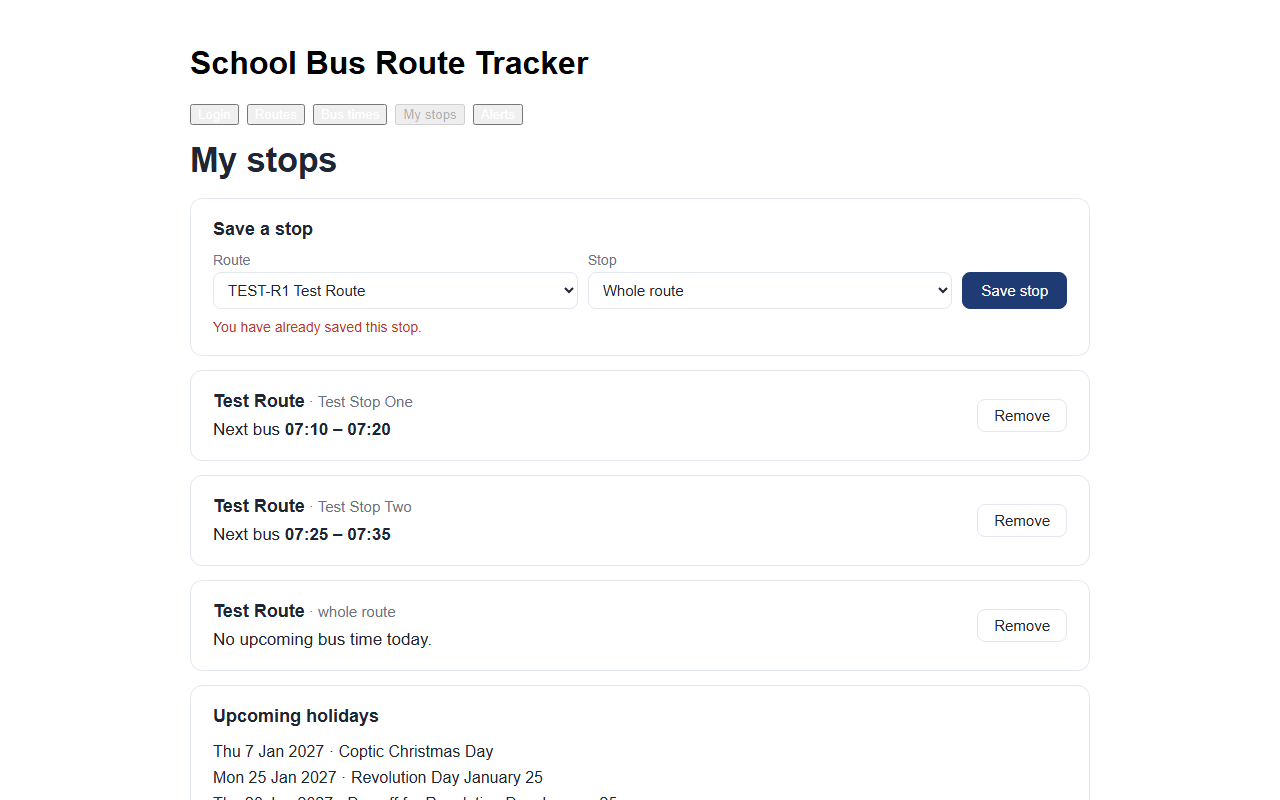 School Bus Route Tracker
Login Routes Bus times My stops Alerts
My stops
Save a stop
Route Stop
TEST-R1 Test Route Whole route Save stop
You have already saved this stop.
Test Route · Test Stop One
Next bus 07:10 – 07:20
Remove
Test Route · Test Stop Two
Next bus 07:25 – 07:35
Remove
Test Route · whole route
No upcoming bus time today.
Remove
Upcoming holidays
Thu 7 Jan 2027 · Coptic Christmas Day
Mon 25 Jan 2027 · Revolution Day January 25